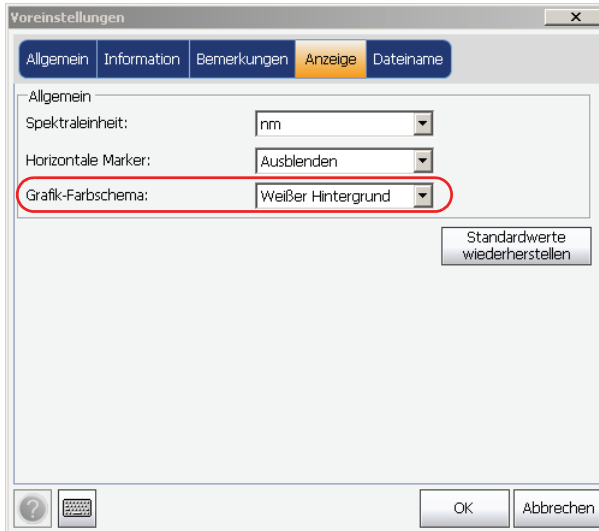 Voreinstellungen
Allgemein Information Bemerkungen Anzeige Dateiname
Allgemein
Spektraleinheit: nm
Horizontale Marker: Ausblenden
Grafik-Farbschema: Weißer Hintergrund
Standardwerte
wiederherstellen
? OK Abbrechen